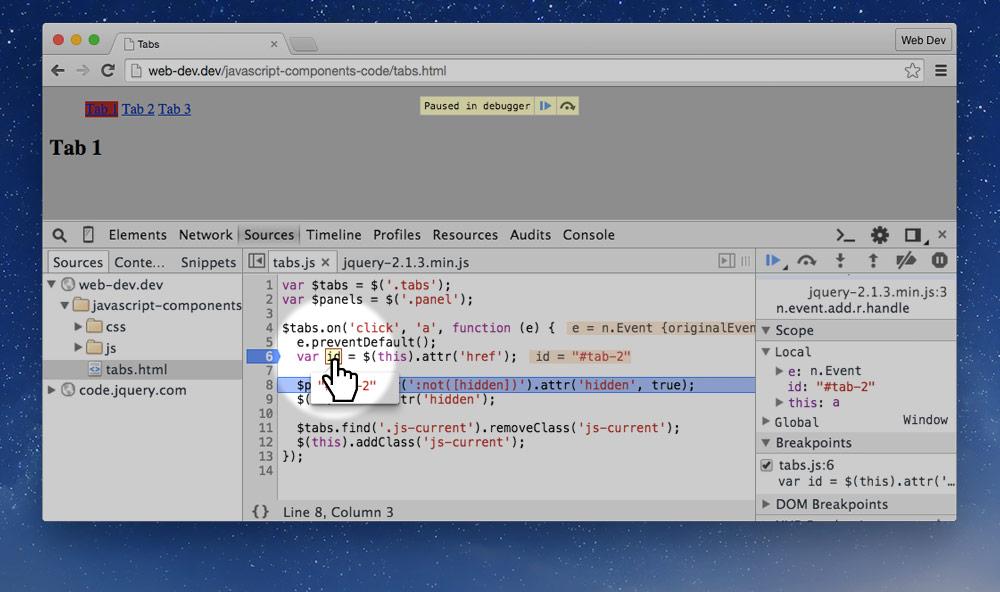 Tabs
Web Dev
web-dev.dev/javascript-components-code/tabs.html
Tab 1 Tab 2 Tab 3
Paused in debugger
Tab 1
Elements Network Sources Timeline Profiles Resources Audits Console
Sources Conte... Snippets
web-dev.dev
javascript-components
css
js
tabs.html
code.jquery.com
tabs.js × jquery-2.1.3.min.js
1 var $tabs = $('.tabs');
2 var $panels = $('.panel');
3
4 $tabs.on('click', 'a', function (e) { e = n.Event {originalEven
5 e.preventDefault();
6 var id = $(this).attr('href'); id = "#tab-2"
7
8 $p (':not([hidden])').attr('hidden', true);
"-2"
9 $( tr('hidden');
10
11 $tabs.find('.js-current').removeClass('js-current');
12 $(this).addClass('js-current');
13 });
14
{} Line 8, Column 3
jquery-2.1.3.min.js:3
n.event.add.r.handle
Scope
Local
e: n.Event
id: "#tab-2"
this: a
Global Window
Breakpoints
tabs.js:6
var id = $(this).attr('…
DOM Breakpoints